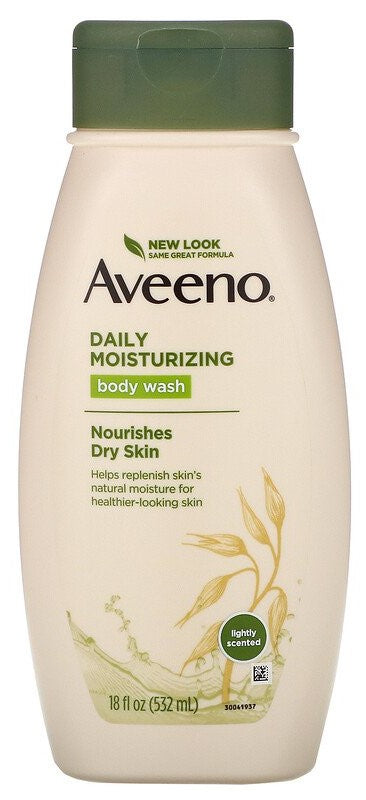 NEW LOOK
SAME GREAT FORMULA
Aveeno®
DAILY
MOISTURIZING
body wash
Nourishes
Dry Skin
Helps replenish skin's
natural moisture for
healthier-looking skin
lightly
scented
18 fl oz (532 mL)
30041937